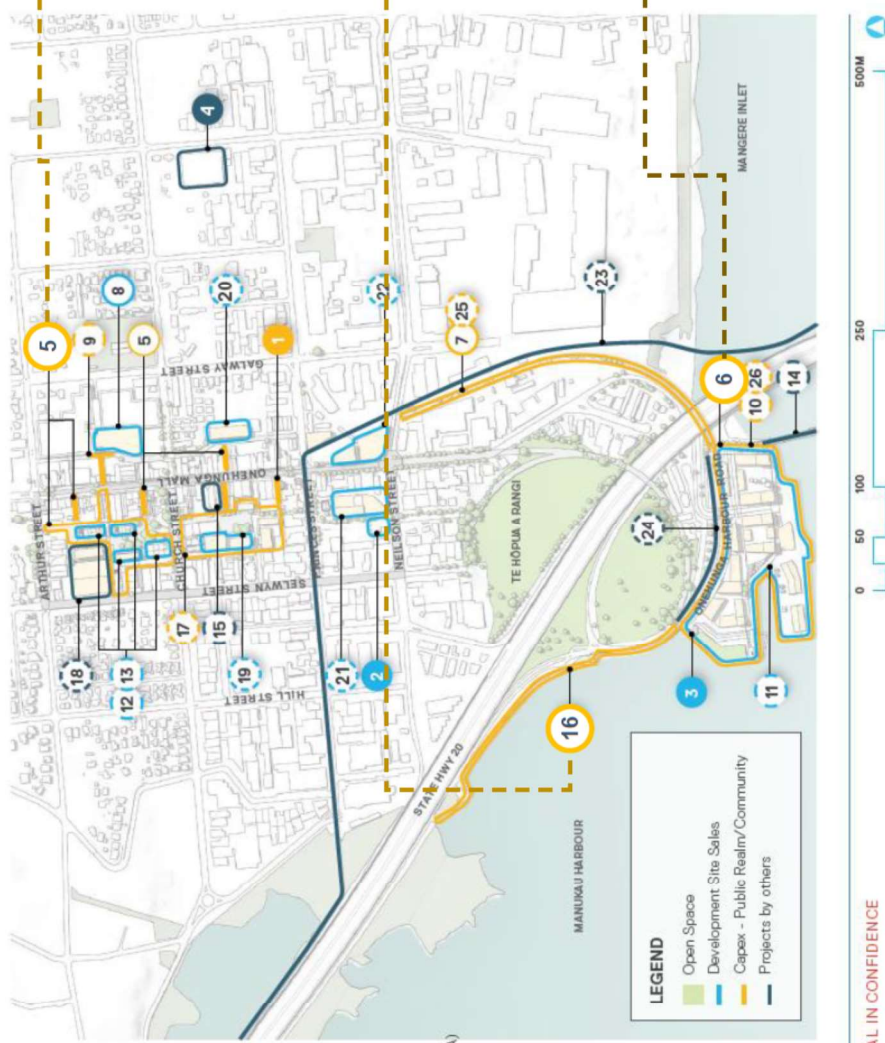 ARTHUR STREET
CHURCH STREET
PRINCES STREET
NEILSON STREET
SELWYN STREET
ONEHUNGA MALL
GALWAY STREET
HILL STREET
STATE HWY 20
TE HŌPUA A RANGI
ONEHUNGA HARBOUR ROAD
MANUKAU HARBOUR
MANGERE INLET
5
9
8
5
20
1
4
22
7
25
23
6
10
26
14
18
12
13
17
15
19
21
2
24
16
3
11
LEGEND
Open Space
Development Site Sales
Capex - Public Realm/Community
Projects by others
0
50
100
250
500M
AL IN CONFIDENCE
A)